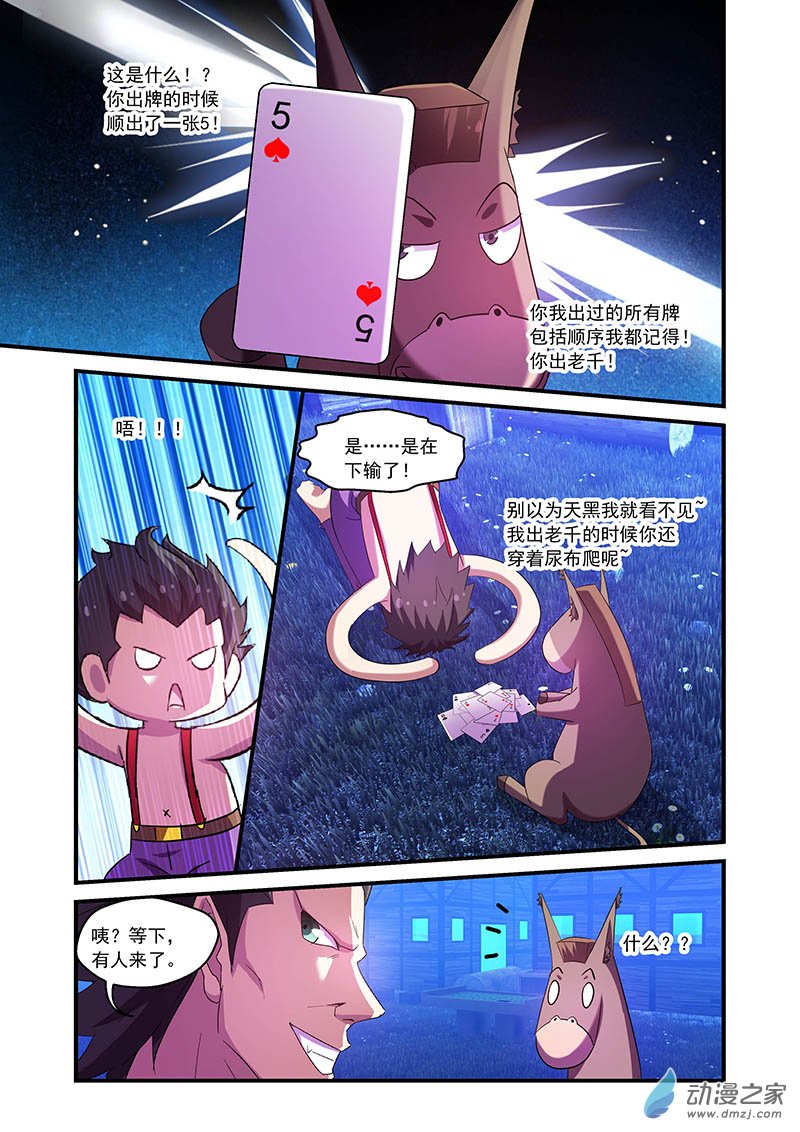 这是什么！？
你出牌的时候
顺出了一张5！
5
5
你我出过的所有牌
包括顺序我都记得！
你出老千！
唔！！！
是……是在
下输了！
别以为天黑我就看不见~
我出老千的时候你还
穿着尿布爬呢~
咦？等下，
有人来了。
什么？？
动漫之家
www.dmzj.com